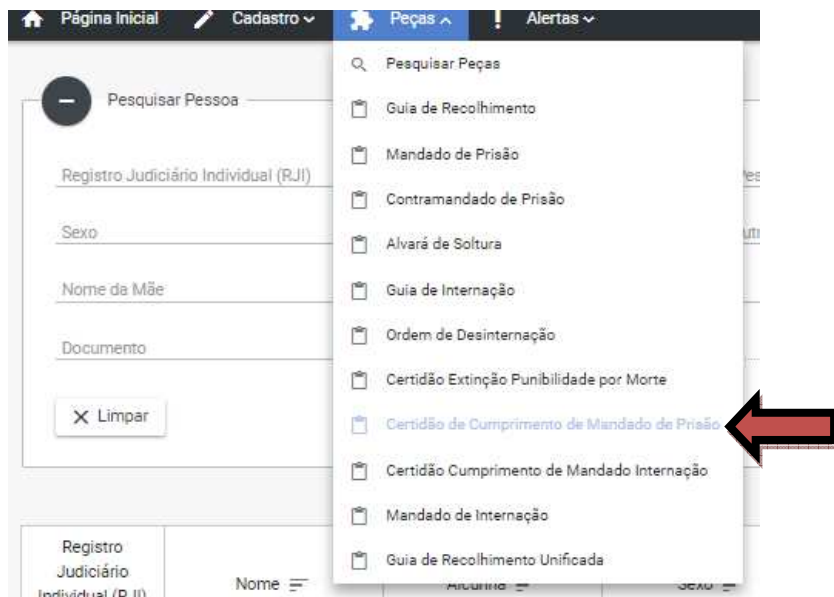 Página Inicial Cadastro Peças Alertas
Pesquisar Peças
Pesquisar Pessoa
Guia de Recolhimento
Mandado de Prisão
Registro Judiciário Individual (RJI)
Contramandado de Prisão
Sexo
Alvará de Soltura
Nome da Mãe
Guia de Internação
Ordem de Desinternação
Documento
Certidão Extinção Punibilidade por Morte
Limpar
Certidão de Cumprimento de Mandado de Prisão
Certidão Cumprimento de Mandado Internação
Mandado de Internação
Guia de Recolhimento Unificada
Registro
Judiciário
Individual (RJI)
Nome
Alcunha
Sexo